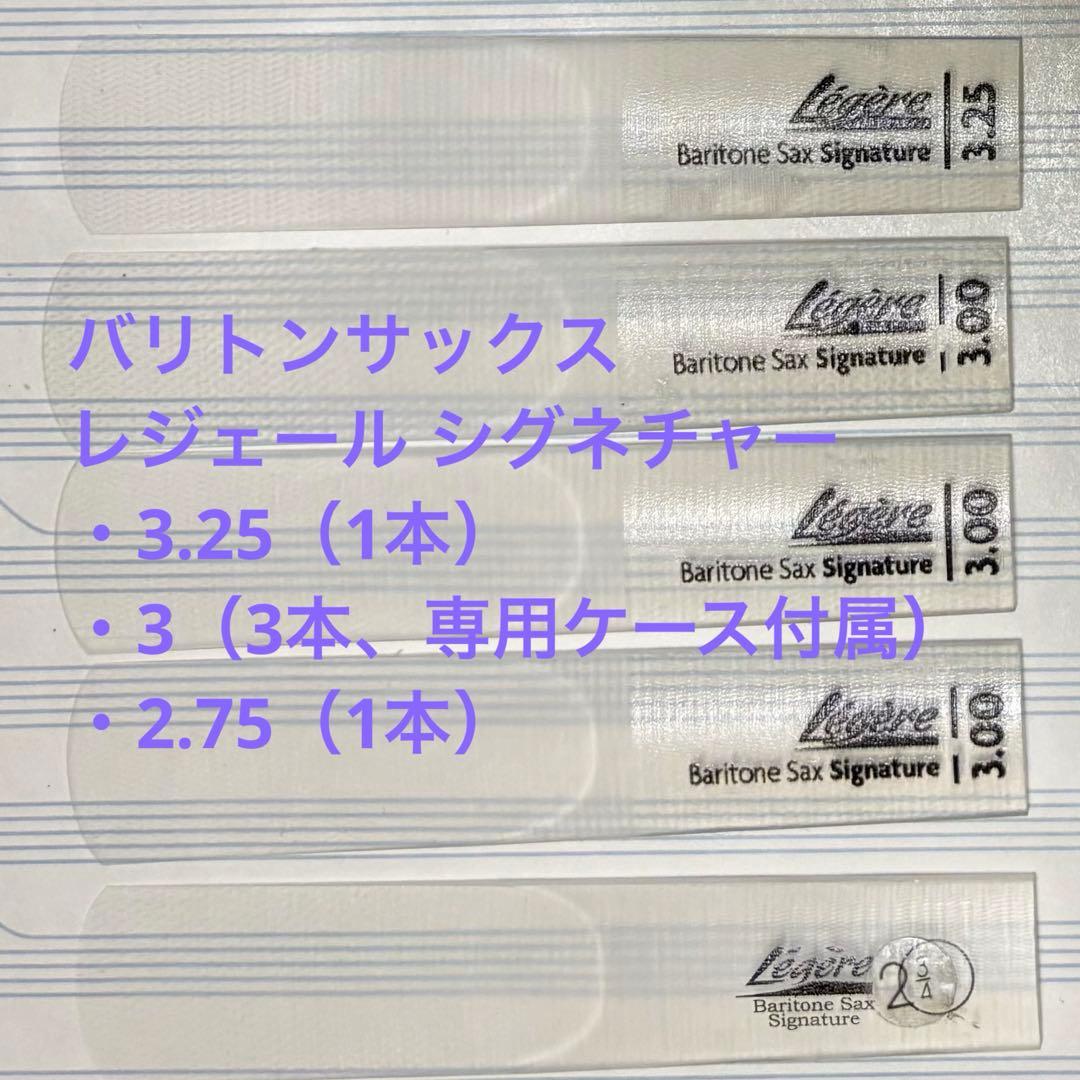 Légère
Baritone Sax Signature
3.25
Légère
Baritone Sax Signature
3.00
バリトンサックス
レジェール シグネチャー
・3.25（1本）
・3（3本、専用ケース付属）
・2.75（1本）
Légère
Baritone Sax Signature
3.00
Légère
Baritone Sax Signature
3.00
Légère
Baritone Sax
Signature
2 3/4